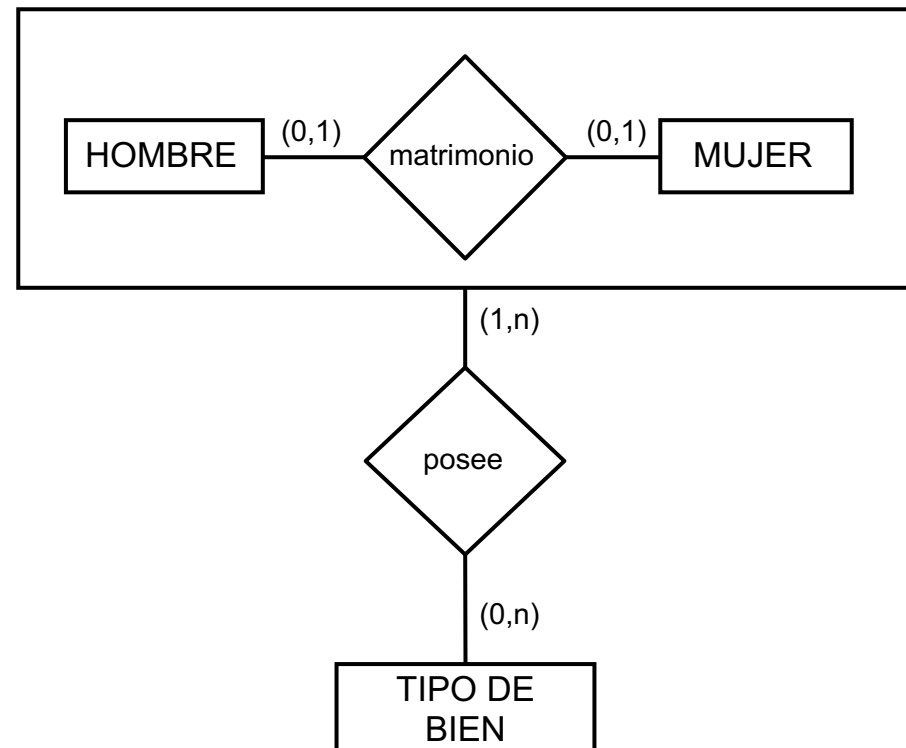 (0,1) (0,1)
HOMBRE matrimonio MUJER
(1,n)
posee
(0,n)
TIPO DE
BIEN